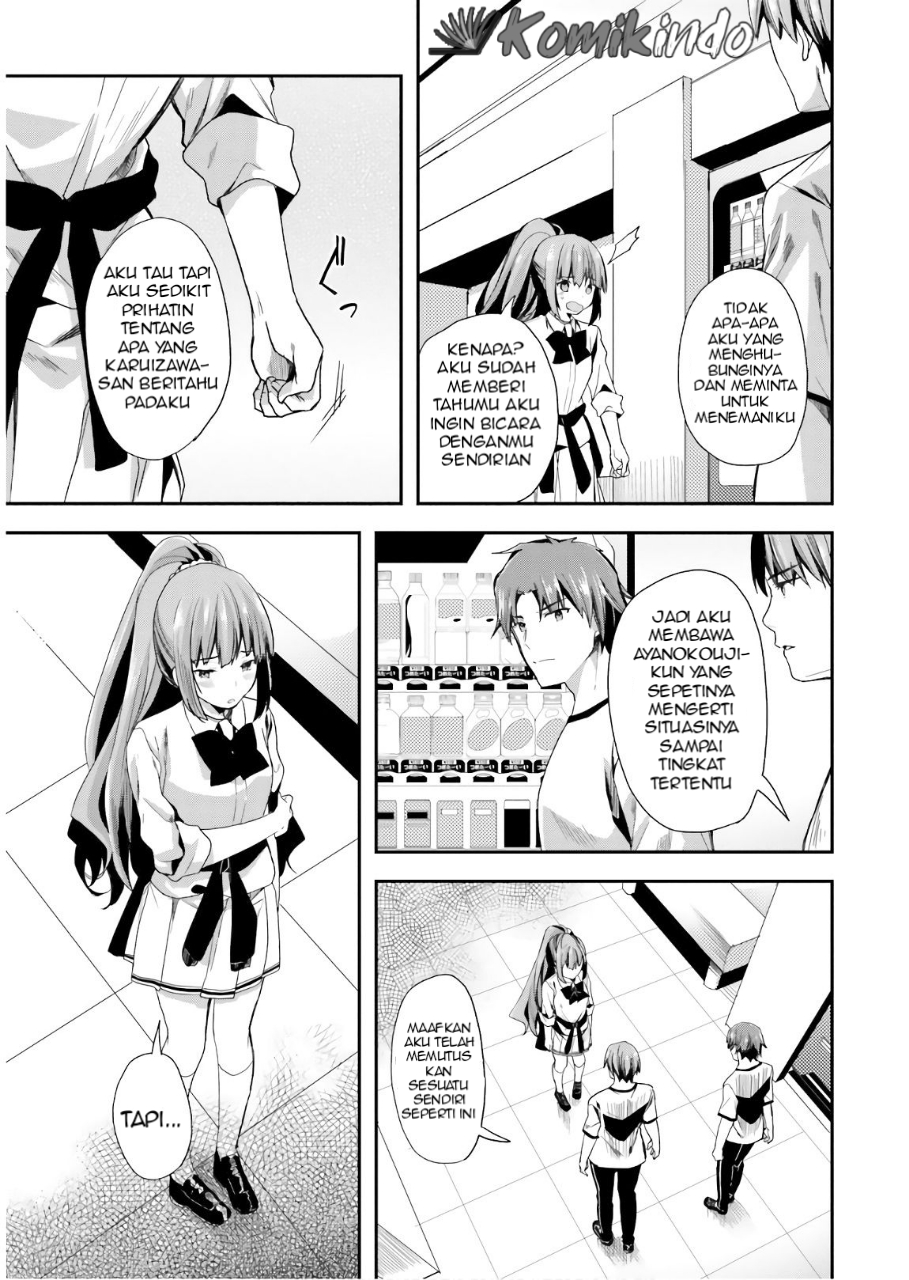 Komikindo
TIDAK
APA-APA
AKU YANG
MENGHU-
BUNGINYA
DAN MEMINTA
UNTUK
MENEMANIKU
KENAPA?
AKU SUDAH
MEMBERI
TAHUMU AKU
INGIN BICARA
DENGANMU
SENDIRIAN
AKU TAU TAPI
AKU SEDIKIT
PRIHATIN
TENTANG
APA YANG
KARUIZAWA-
SAN BERITAHU
PADAKU
JADI AKU
MEMBAWA
AYANOKOUJI-
KUN YANG
SEPETINYA
MENGERTI
SITUASINYA
SAMPAI
TINGKAT
TERTENTU
MAAFKAN
AKU TELAH
MEMUTUS
KAN
SESUATU
SENDIRI
SEPERTI INI
TAPI...